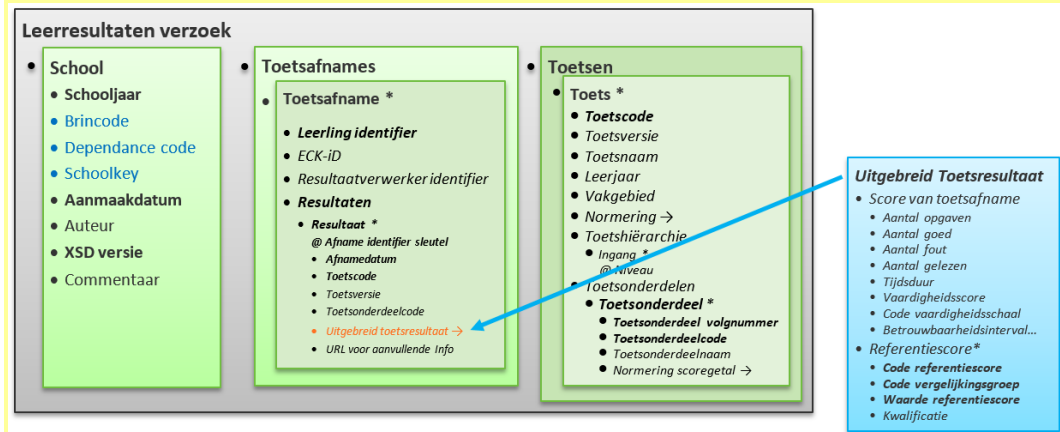 Leerresultaten verzoek
• School
• Schooljaar
• Brincode
• Dependance code
• Schoolkey
• Aanmaakdatum
• Auteur
• XSD versie
• Commentaar
• Toetsafnames
• Toetsafname *
• Leerling identifier
• ECK-iD
• Resultaatverwerker identifier
• Resultaten
• Resultaat *
@ Afname identifier sleutel
• Afnamedatum
• Toetscode
• Toetsversie
• Toetsonderdeelcode
• Uitgebreid toetsresultaat →
• URL voor aanvullende Info
• Toetsen
• Toets *
• Toetscode
• Toetsversie
• Toetsnaam
• Leerjaar
• Vakgebied
• Normering →
• Toetshiërarchie
• Ingang *
@ Niveau
• Toetsonderdelen
• Toetsonderdeel *
• Toetsonderdeel volgnummer
• Toetsonderdeelcode
• Toetsonderdeelnaam
• Normering scoregetal →
Uitgebreid Toetsresultaat
• Score van toetsafname
• Aantal opgaven
• Aantal goed
• Aantal fout
• Aantal gelezen
• Tijdsduur
• Vaardigheidsscore
• Code vaardigheidsschaal
• Betrouwbaarheidsinterval...
• Referentiescore*
• Code referentiescore
• Code vergelijkingsgroep
• Waarde referentiescore
• Kwalificatie